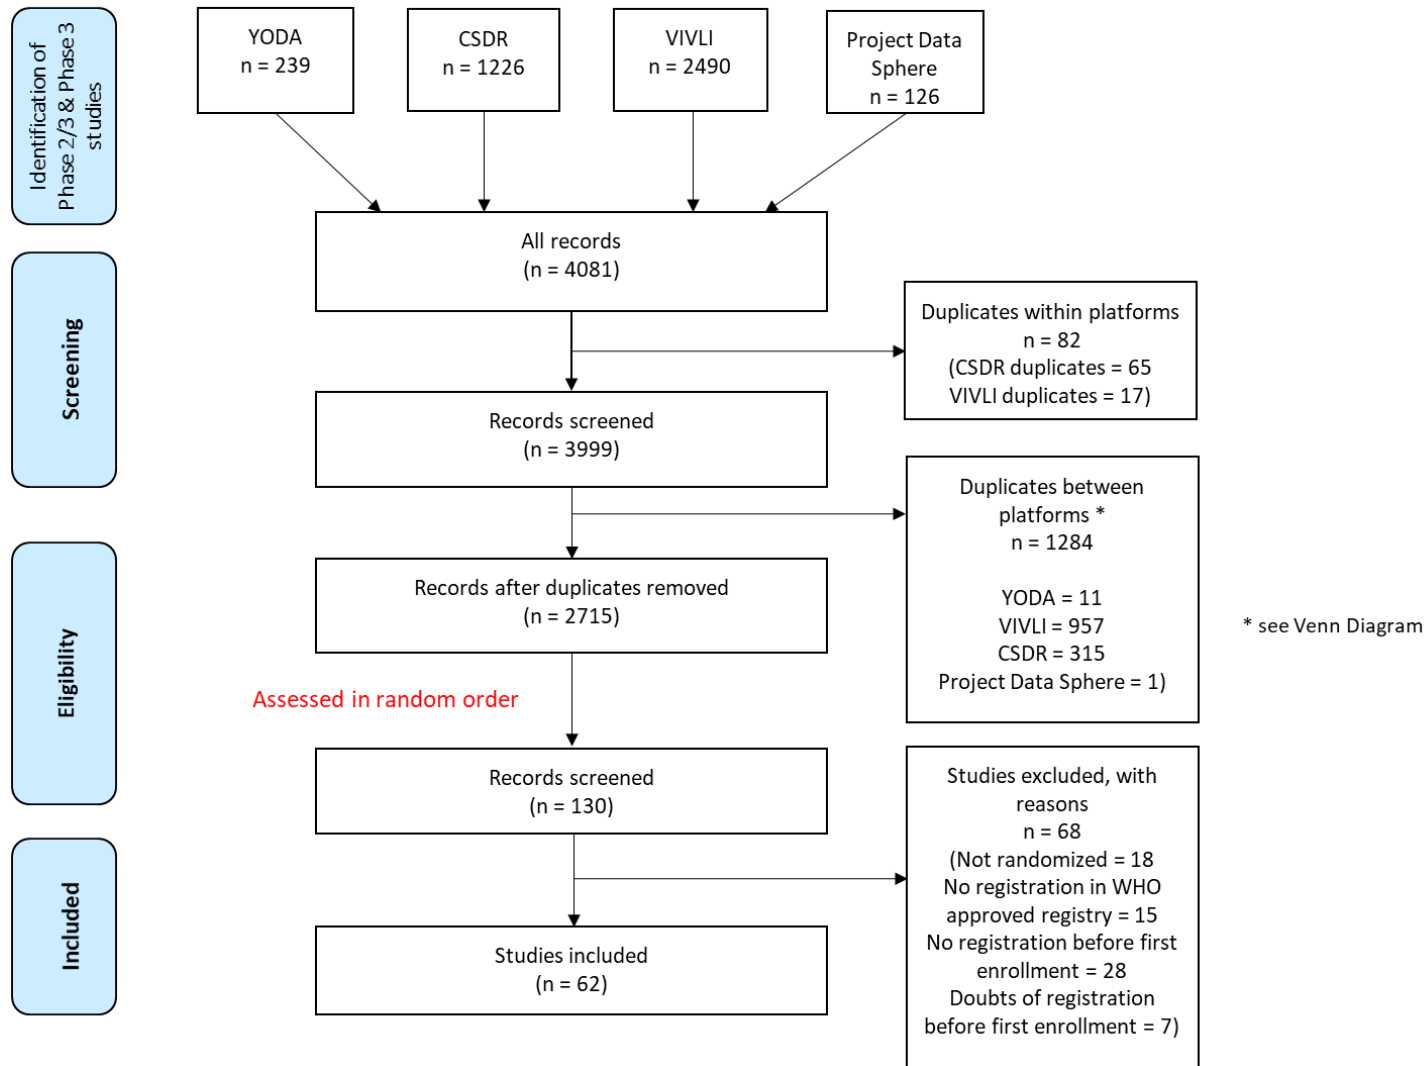 Identification of
Phase 2/3 & Phase 3
studies
YODA
n = 239
CSDR
n = 1226
VIVLI
n = 2490
Project Data
Sphere
n = 126
All records
(n = 4081)
Screening
Duplicates within platforms
n = 82
(CSDR duplicates = 65
VIVLI duplicates = 17)
Records screened
(n = 3999)
Duplicates between
platforms *
n = 1284
YODA = 11
VIVLI = 957
CSDR = 315
Project Data Sphere = 1)
* see Venn Diagram
Eligibility
Records after duplicates removed
(n = 2715)
Assessed in random order
Records screened
(n = 130)
Studies excluded, with
reasons
n = 68
(Not randomized = 18
No registration in WHO
approved registry = 15
No registration before first
enrollment = 28
Doubts of registration
before first enrollment = 7)
Included
Studies included
(n = 62)